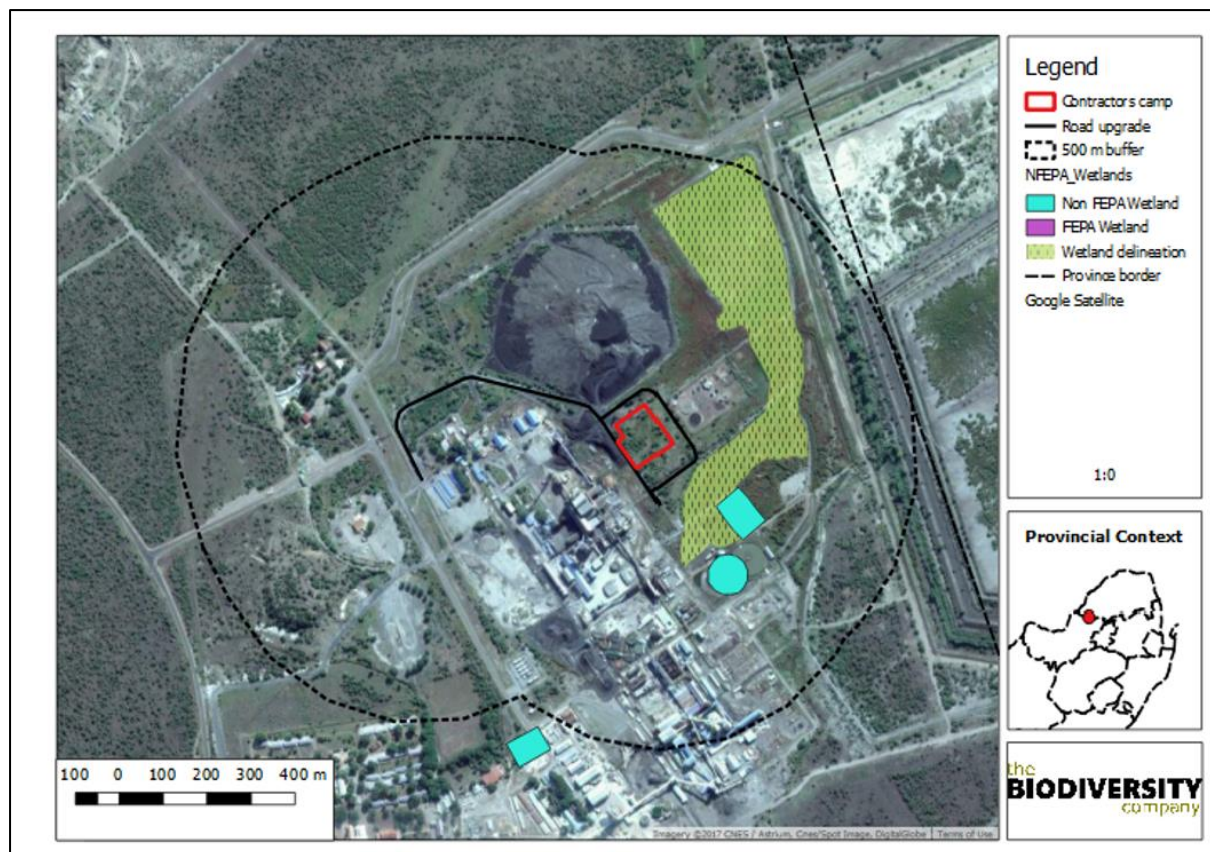 Legend
Contractors camp
Road upgrade
500 m buffer
NFEPA_Wetlands
Non FEPA Wetland
FEPA Wetland
Wetland delineation
Province border
Google Satellite
1:0
Provincial Context
the
BIODIVERSITY
company
100 0 100 200 300 400 m
Imagery ©2017 CNES / Astrium, Cnes/Spot Image, DigitalGlobe | Terms of Use